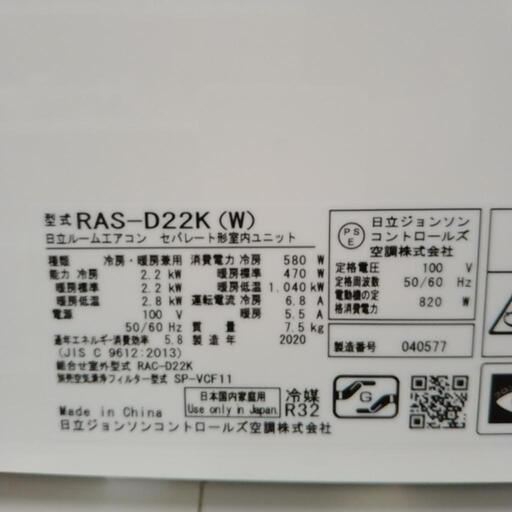 型式 RAS-D22K (W)
日立ルームエアコン セパレート形室内ユニット
種類 冷房・暖房兼用 消費電力 冷房 580 W
能力 冷房 2.2 kW 暖房標準 470 W
暖房標準 2.2 kW 暖房低温 1.040 kW
暖房低温 2.8 kW 運転電流 冷房 6.8 A
電源 100 V 暖房 5.5 A
50/60 Hz 質量 7.5 kg
通年エネルギー消費効率 5.8 製造年 2020
(JIS C 9612:2013)
組合せ室外型式 RAC-D22K
別売空気清浄フィルター型式 SP-VCF11
日本国内家庭用
Use only in Japan
冷媒
R32
Made in China
日立ジョンソンコントロールズ空調株式会社
PS
E
日立ジョンソン
コントロールズ
空調株式会社
定格電圧 100 V
定格周波数 50/60 Hz
電動機の定
格消費電力 820 W
製造番号 040577
G